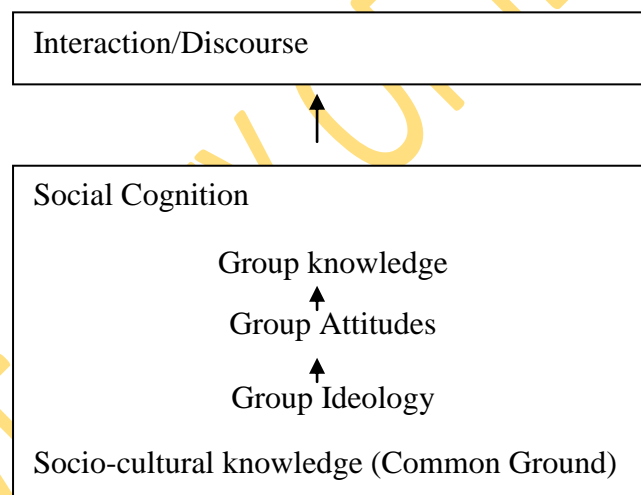 Interaction/Discourse
Social Cognition
Group knowledge
Group Attitudes
Group Ideology
Socio-cultural knowledge (Common Ground)